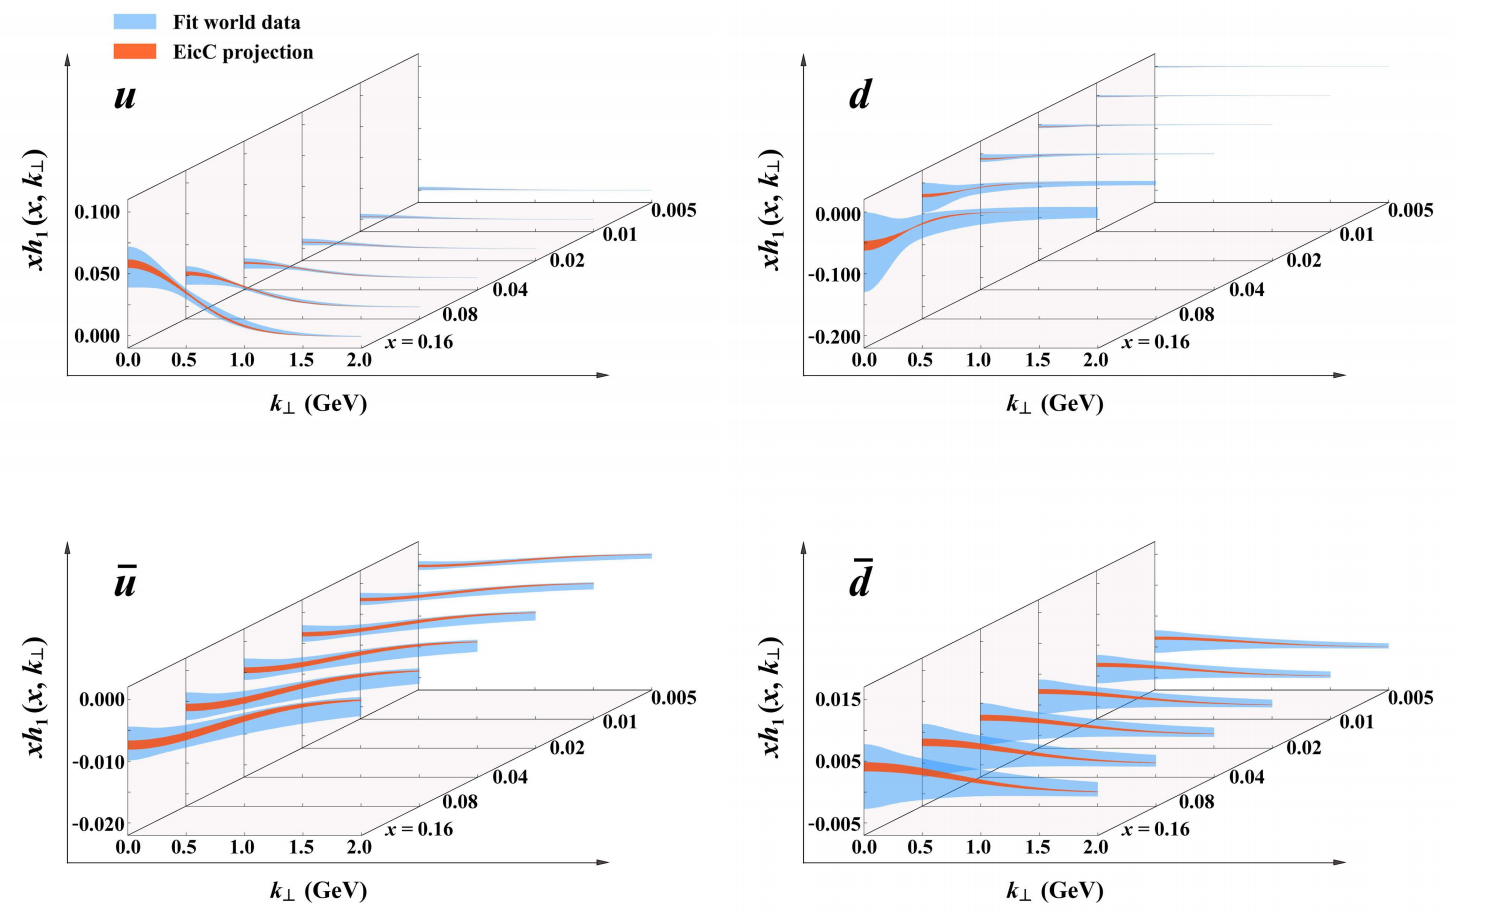 Fit world data
EicC projection
u
xh₁ (x, k⊥)
0.100
0.050
0.000
0.0 0.5 1.0 1.5 2.0
x = 0.16
0.08
0.04
0.02
0.01
0.005
k⊥ (GeV)
d
xh₁ (x, k⊥)
0.000
-0.100
-0.200
0.0 0.5 1.0 1.5 2.0
x = 0.16
0.08
0.04
0.02
0.01
0.005
k⊥ (GeV)
u̅
xh₁ (x, k⊥)
0.000
-0.010
-0.020
0.0 0.5 1.0 1.5 2.0
x = 0.16
0.08
0.04
0.02
0.01
0.005
k⊥ (GeV)
d̅
xh₁ (x, k⊥)
0.015
0.005
-0.005
0.0 0.5 1.0 1.5 2.0
x = 0.16
0.08
0.04
0.02
0.01
0.005
k⊥ (GeV)